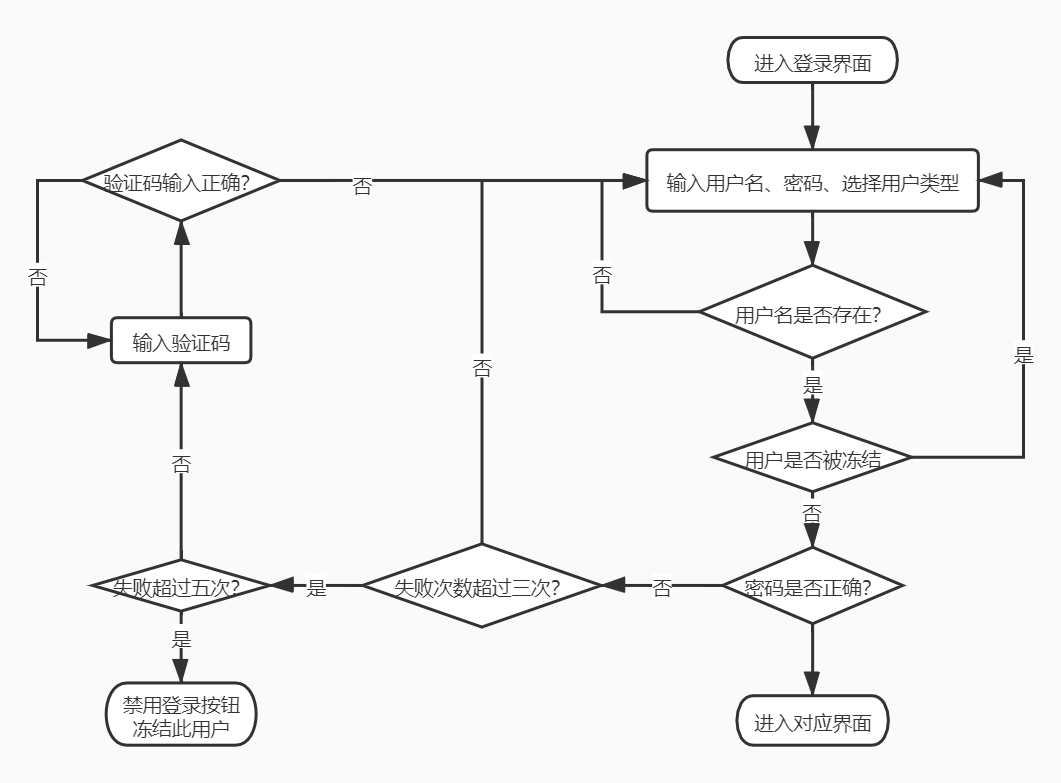 进入登录界面
验证码输入正确?
否
输入用户名、密码、选择用户类型
否
否
用户名是否存在?
输入验证码
否
是
是
否
用户是否被冻结
否
失败超过五次?
是
失败次数超过三次?
否
密码是否正确?
是
禁用登录按钮
冻结此用户
进入对应界面